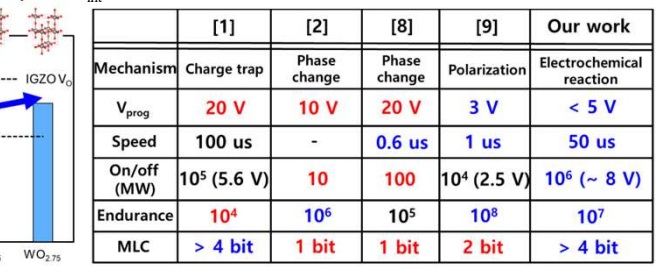 int
IGZO V_O
5
WO2.75
[1] [2] [8] [9] Our work
Mechanism Charge trap Phase change Phase change Polarization Electrochemical reaction
Vprog 20 V 10 V 20 V 3 V < 5 V
Speed 100 us - 0.6 us 1 us 50 us
On/off (MW) 10⁵ (5.6 V) 10 100 10⁴ (2.5 V) 10⁶ (~ 8 V)
Endurance 10⁴ 10⁶ 10⁵ 10⁸ 10⁷
MLC > 4 bit 1 bit 1 bit 2 bit > 4 bit